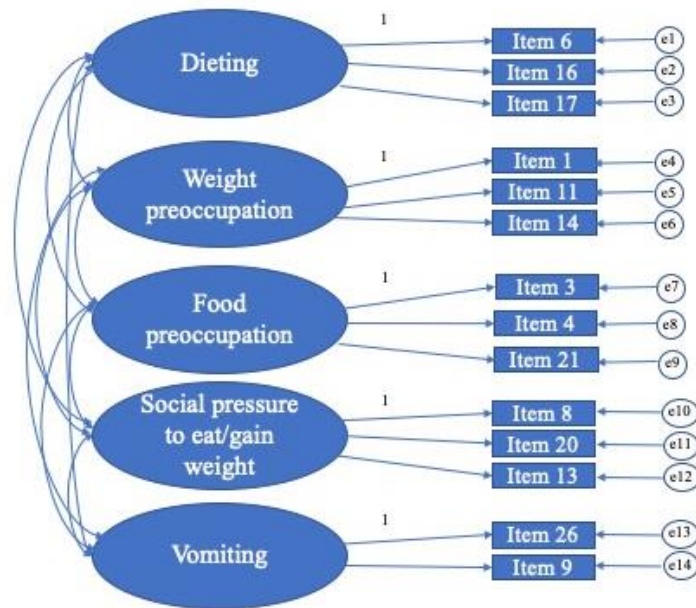 1
Dieting
Item 6
e1
Item 16
e2
Item 17
e3
1
Weight
preoccupation
Item 1
e4
Item 11
e5
Item 14
e6
1
Food
preoccupation
Item 3
e7
Item 4
e8
Item 21
e9
1
Social pressure
to eat/gain
weight
Item 8
e10
Item 20
e11
Item 13
e12
1
Vomiting
Item 26
e13
Item 9
e14